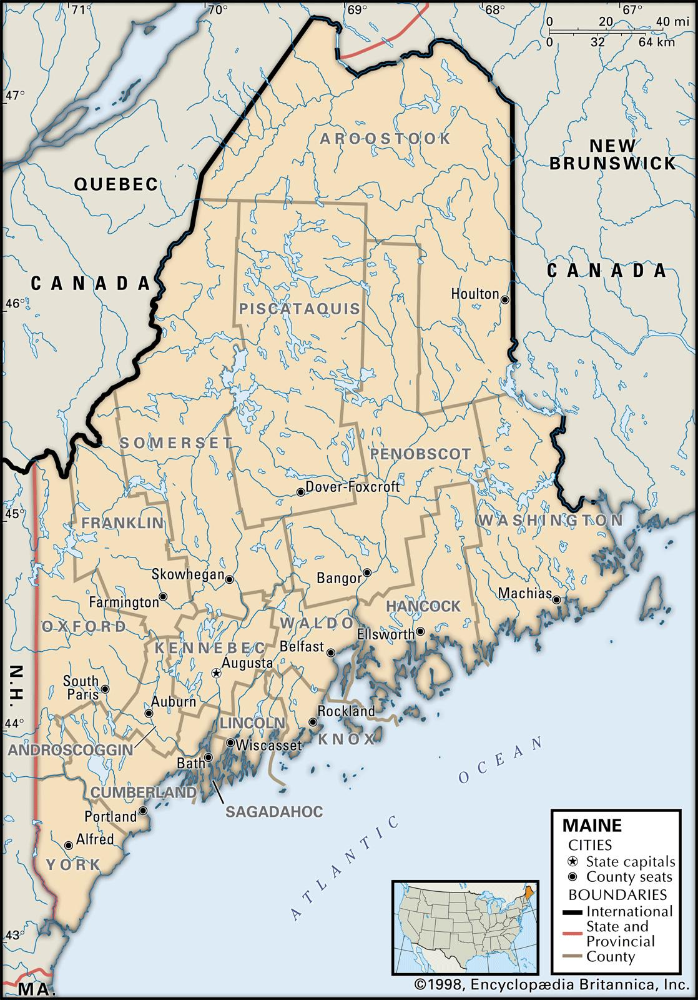 71°
70°
69°
68°
67°
0 20 40 mi
0 32 64 km
47°
AROOSTOOK
NEW
BRUNSWICK
QUEBEC
CANADA
CANADA
Houlton
46°
PISCATAQUIS
SOMERSET
PENOBSCOT
Dover-Foxcroft
45°
FRANKLIN
WASHINGTON
Skowhegan
Bangor
Machias
Farmington
HANCOCK
OXFORD
WALDO
Ellsworth
KENNEBEC
Belfast
Augusta
N.H.
South
Paris
Auburn
Rockland
44°
LINCOLN
KNOX
ANDROSCOGGIN
Wiscasset
Bath
OCEAN
CUMBERLAND
SAGADAHOC
Portland
ATLANTIC
Alfred
YORK
MAINE
CITIES
State capitals
County seats
BOUNDARIES
International
State and
Provincial
County
43°
MA.
©1998, Encyclopædia Britannica, Inc.